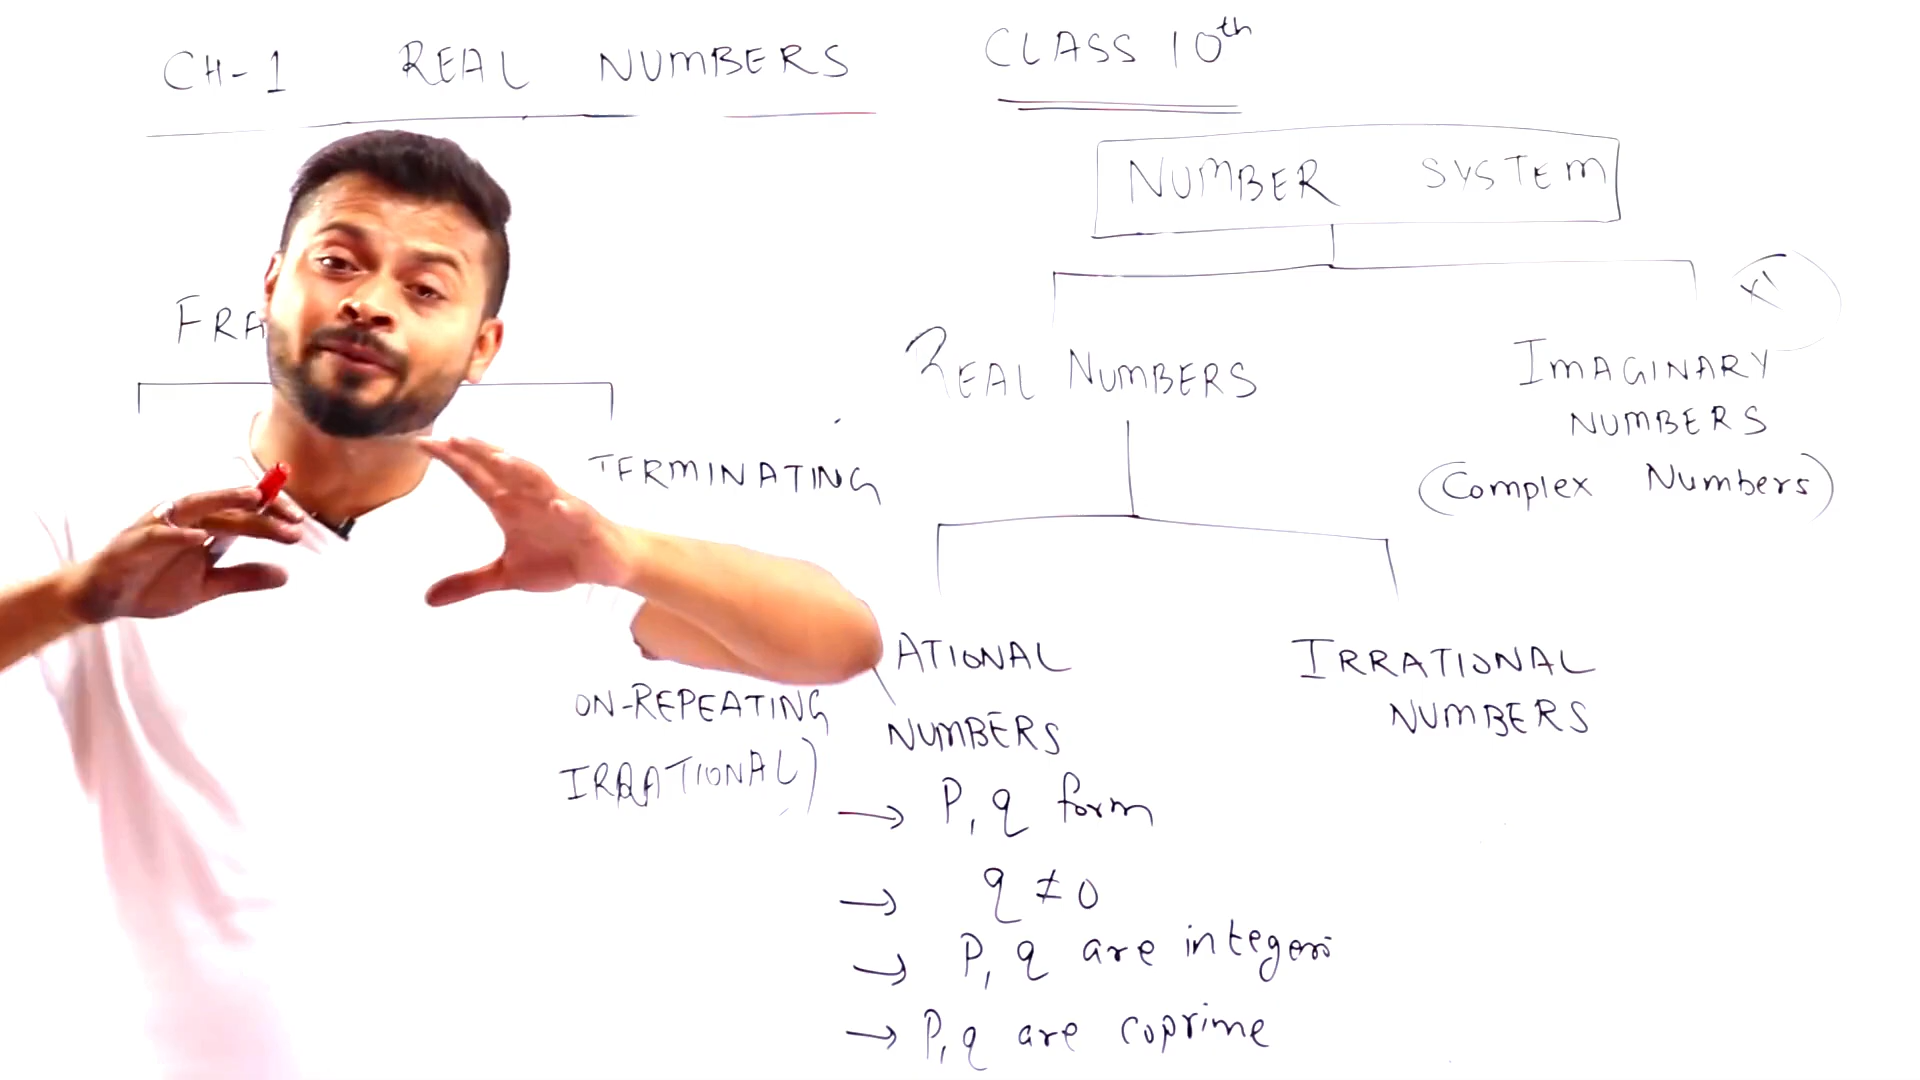 CH-1 REAL NUMBERS CLASS 10th
NUMBER SYSTEM
FRA
TERMINATING
ON-REPEATING
IRRATIONAL)
REAL NUMBERS
IMAGINARY
NUMBERS
(Complex Numbers)
ATIONAL
NUMBERS
IRRATIONAL
NUMBERS
→ P, q form
→ q ≠ 0
→ P, q are integers
→ P, q are coprime